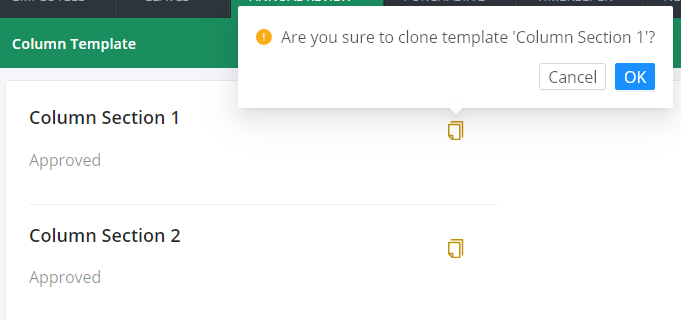 Are you sure to clone template 'Column Section 1'?
Column Template
Cancel
OK
Column Section 1
Approved
Column Section 2
Approved